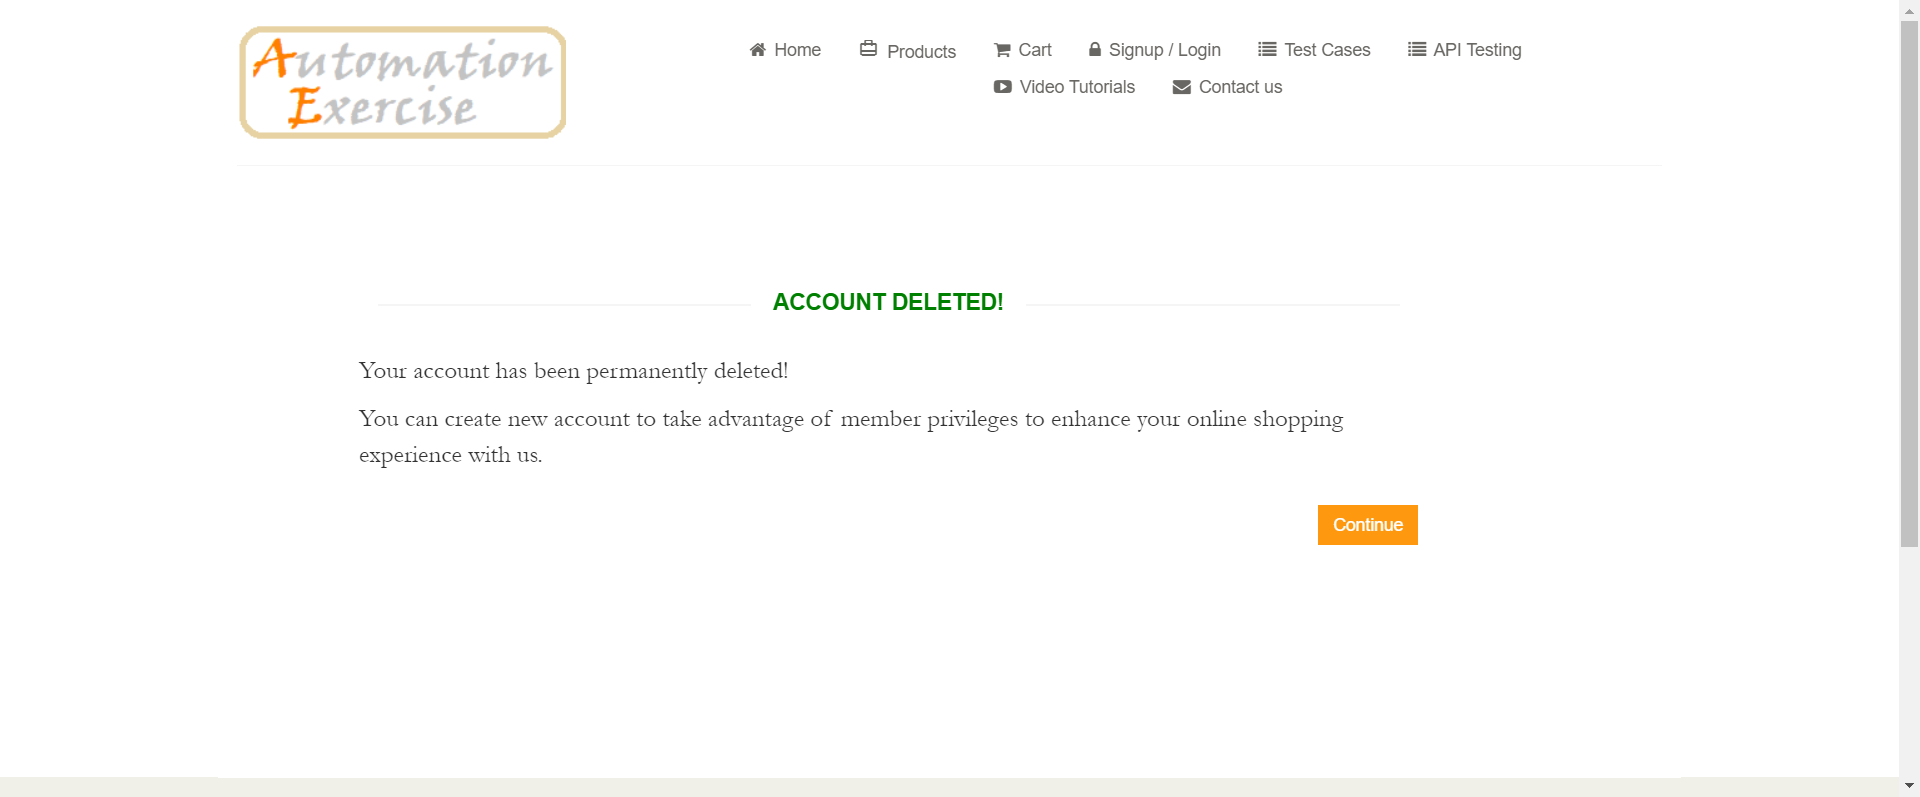 Automation
Exercise
Home
Products
Cart
Signup / Login
Test Cases
API Testing
Video Tutorials
Contact us
ACCOUNT DELETED!
Your account has been permanently deleted!
You can create new account to take advantage of member privileges to enhance your online shopping
experience with us.
Continue